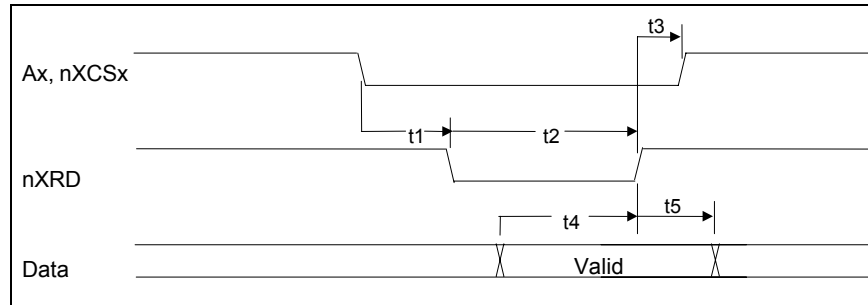 t3
Ax, nXCSx
t1 t2
nXRD
t4 t5
Data Valid